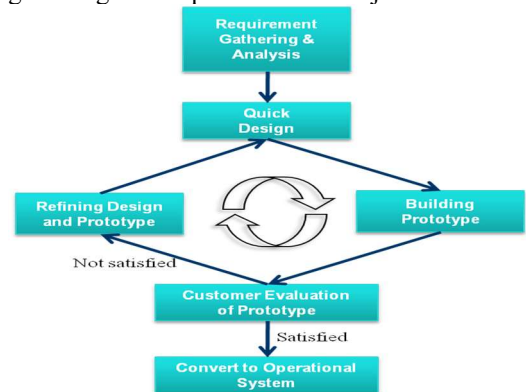 Requirement
Gathering &
Analysis
Quick
Design
Refining Design
and Prototype
Building
Prototype
Not satisfied
Customer Evaluation
of Prototype
Satisfied
Convert to Operational
System